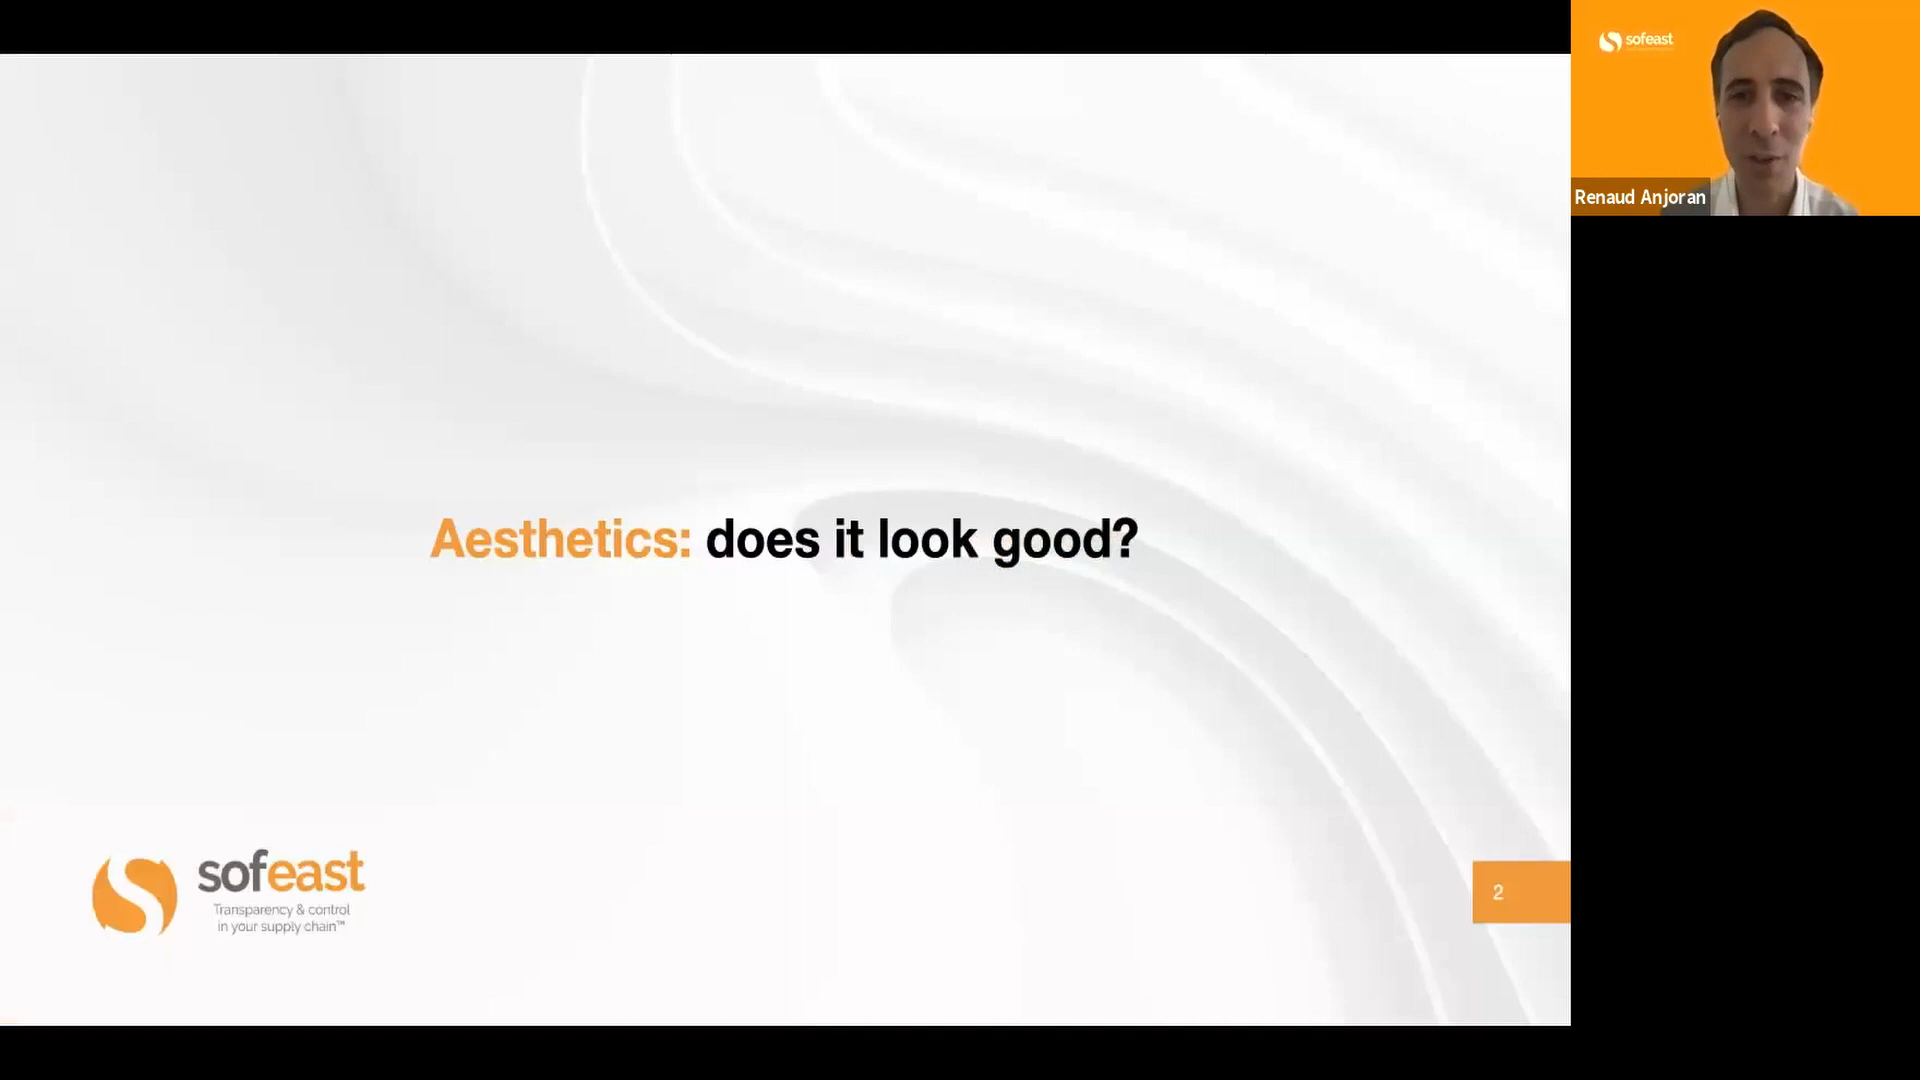 sofeast
Renaud Anjoran
Aesthetics: does it look good?
sofeast
Transparency & control
in your supply chain™
2